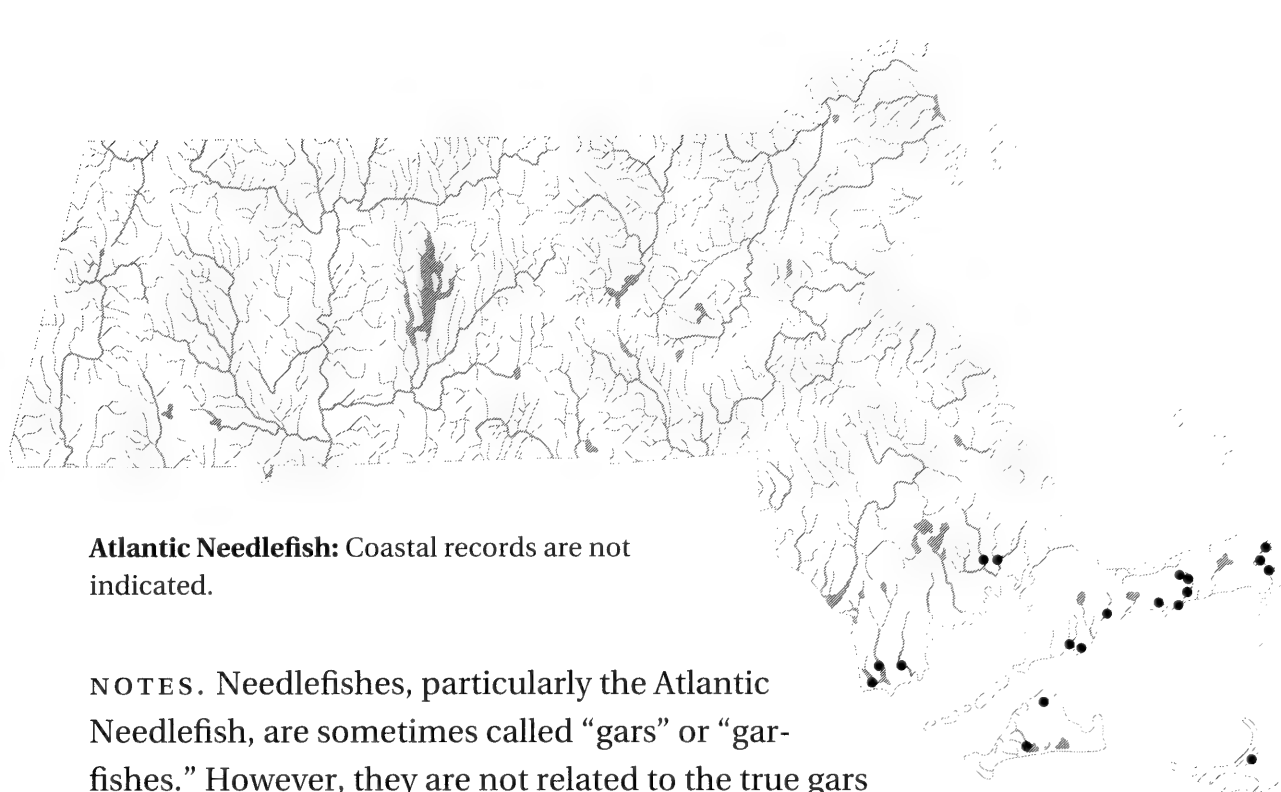 Atlantic Needlefish: Coastal records are not
indicated.
NOTES. Needlefishes, particularly the Atlantic
Needlefish, are sometimes called “gars” or “gar-
fishes.” However, they are not related to the true gars